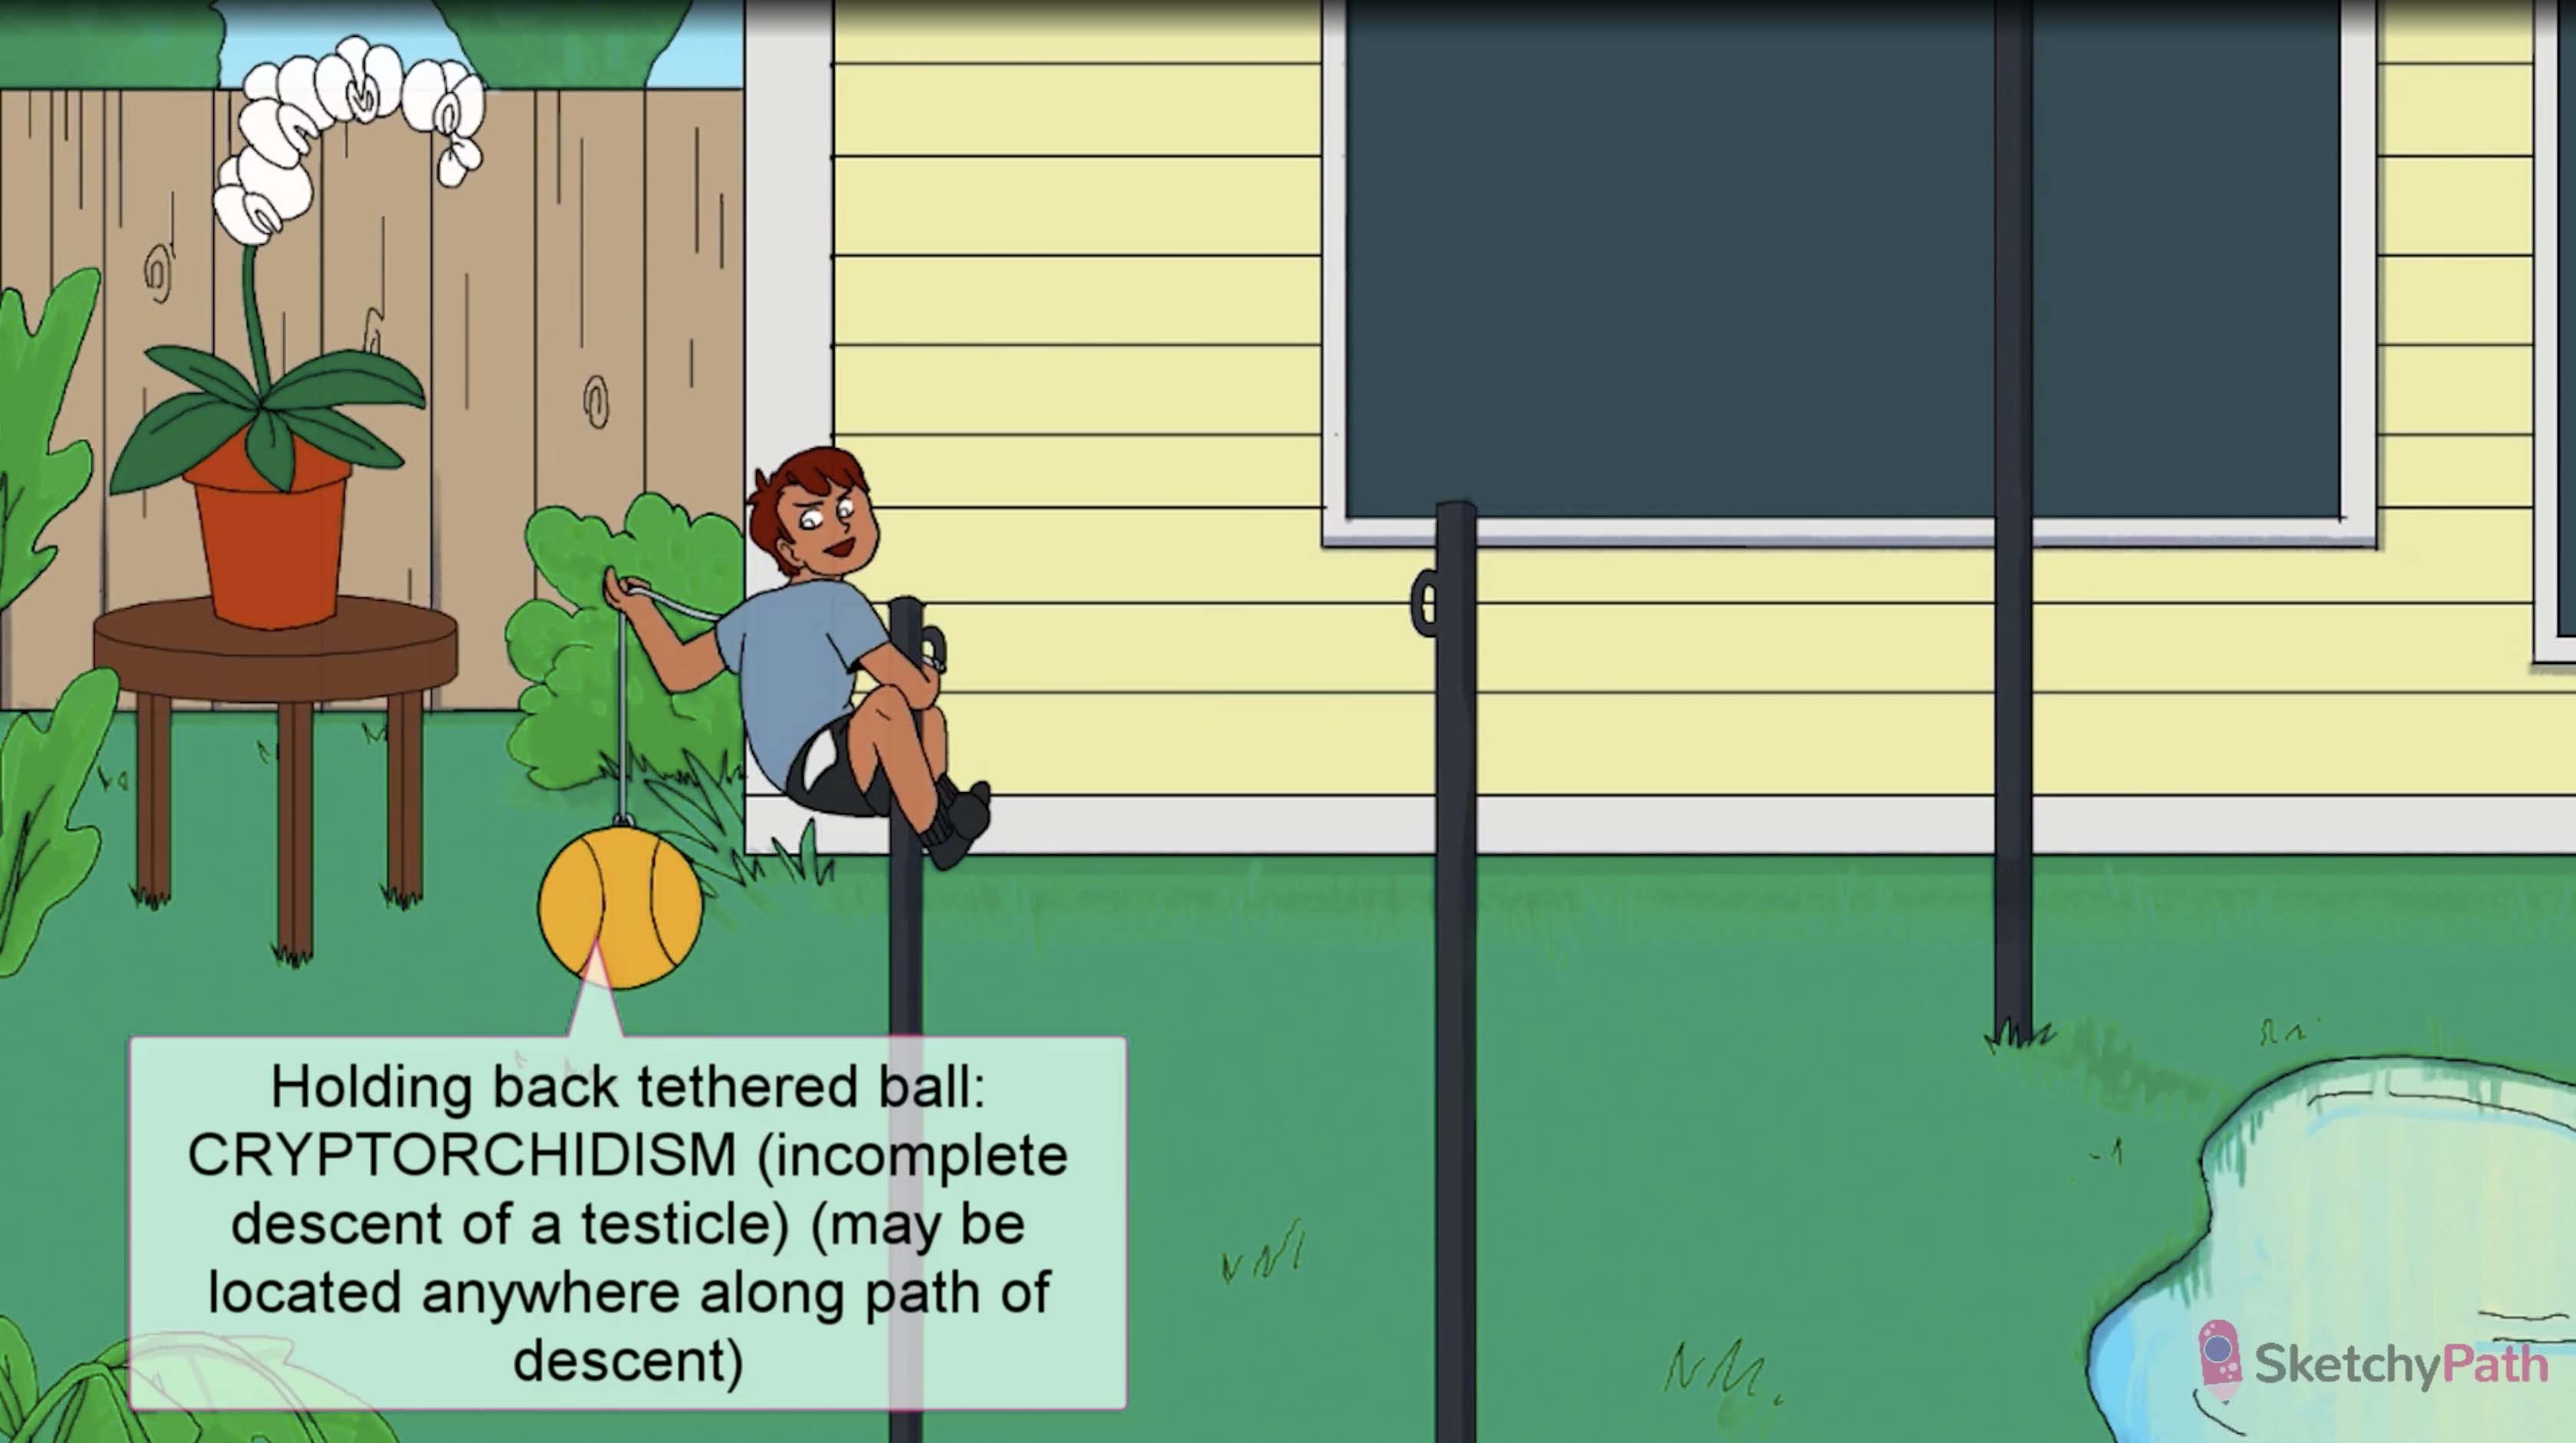 Holding back tethered ball:
CRYPTORCHIDISM (incomplete
descent of a testicle) (may be
located anywhere along path of
descent)
SketchyPath